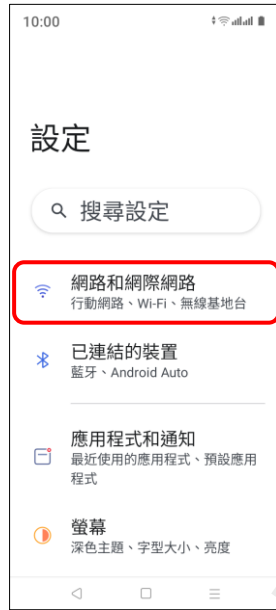 10:00
設定
搜尋設定
網路和網際網路
行動網路、Wi-Fi、無線基地台
已連結的裝置
藍牙、Android Auto
應用程式和通知
最近使用的應用程式、預設應用
程式
螢幕
深色主題、字型大小、亮度